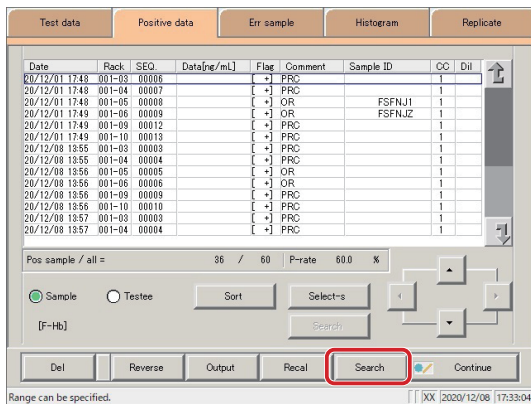 Test data Positive data Err sample Histogram Replicate
Date Rack SEQ. Data[ng/mL] Flag Comment Sample ID CC Dil
20/12/01 17:48 001-03 00006 [ +] PRC 1
20/12/01 17:48 001-04 00007 [ +] PRC 1
20/12/01 17:48 001-05 00008 [ +] OR FSFNJ1 1
20/12/01 17:49 001-06 00009 [ +] OR FSFNJZ 1
20/12/01 17:49 001-09 00012 [ +] PRC 1
20/12/01 17:49 001-10 00013 [ +] PRC 1
20/12/08 13:55 001-03 00003 [ +] PRC 1
20/12/08 13:55 001-04 00004 [ +] PRC 1
20/12/08 13:56 001-05 00005 [ +] OR 1
20/12/08 13:56 001-06 00006 [ +] OR 1
20/12/08 13:56 001-09 00009 [ +] PRC 1
20/12/08 13:56 001-10 00010 [ +] PRC 1
20/12/08 13:57 001-03 00003 [ +] PRC 1
20/12/08 13:57 001-04 00004 [ +] PRC 1
Pos sample / all = 36 / 60 P-rate 60.0 %
Sample Testee Sort Select-s
[F-Hb] Search
Del Reverse Output Recal Search Continue
Range can be specified. XX 2020/12/08 17:33:04